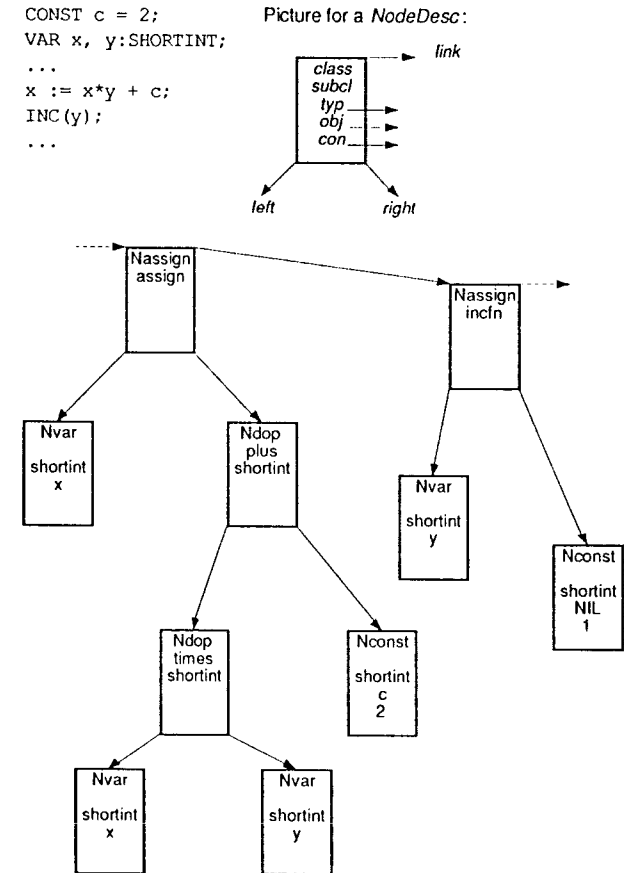 CONST c = 2;
VAR x, y:SHORTINT;
...
x := x*y + c;
INC(y);
...
Picture for a NodeDesc:
link
class
subcl
typ
obj
con
left
right
Nassign
assign
Nassign
incfn
Nvar
shortint
x
Ndop
plus
shortint
Nvar
shortint
y
Nconst
shortint
NIL
1
Ndop
times
shortint
Nconst
shortint
c
2
Nvar
shortint
x
Nvar
shortint
y